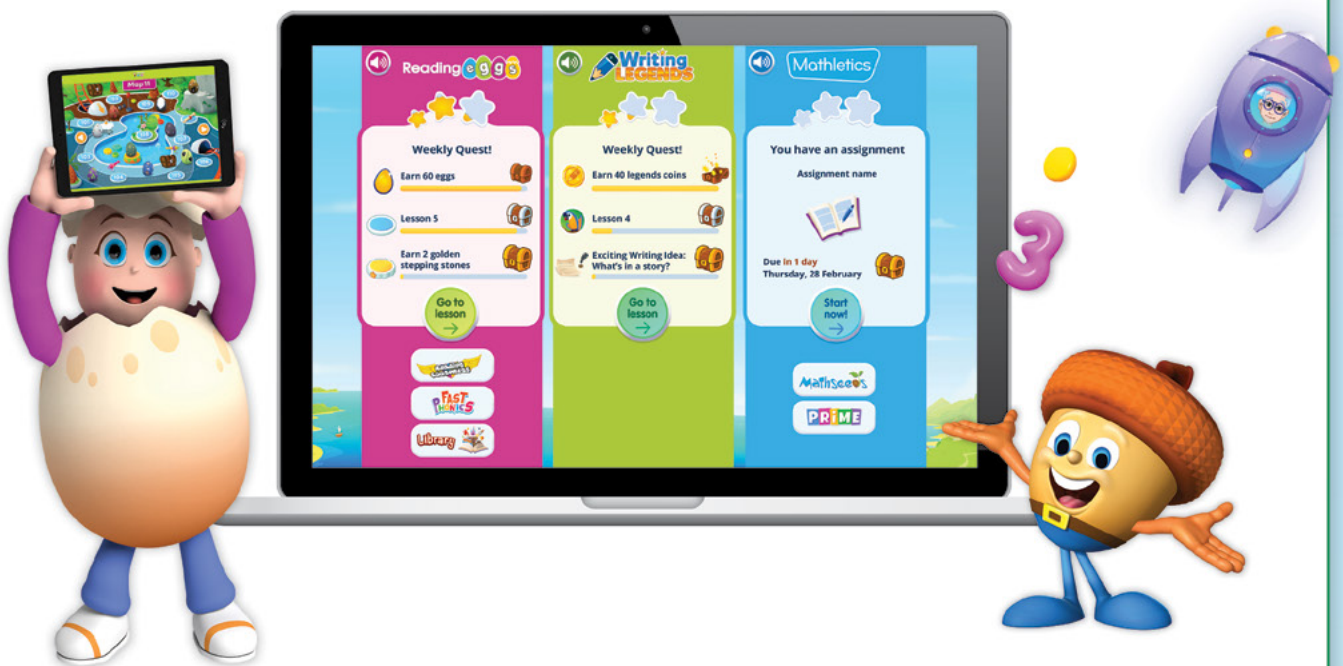 Map 11
Reading eggs
Weekly Quest!
Earn 60 eggs
Lesson 5
Earn 2 golden
stepping stones
Go to
lesson
FAST
PHONICS
Library
Writing
LEGENDS
Weekly Quest!
Earn 40 legends coins
Lesson 4
Exciting Writing Idea:
What's in a story?
Go to
lesson
Mathletics
You have an assignment
Assignment name
Due in 1 day
Thursday, 28 February
Start
now!
Mathseeds
PRIME
3